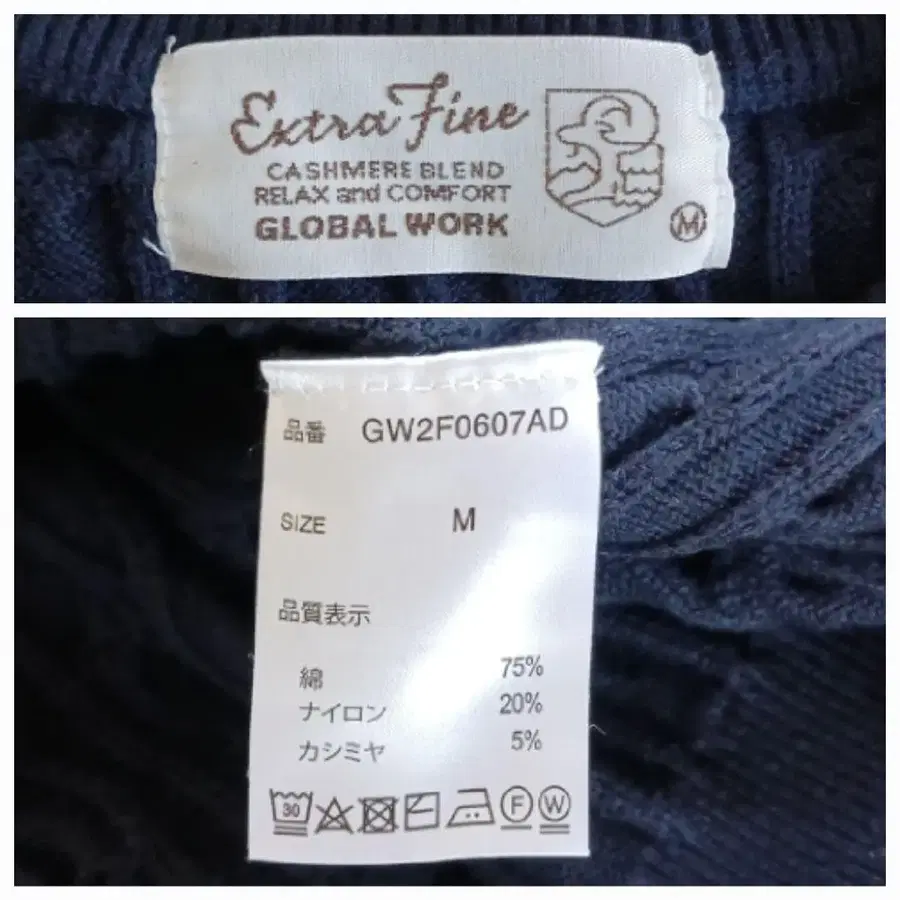 Extra Fine
CASHMERE BLEND
RELAX and COMFORT
GLOBAL WORK
M
品番 GW2F0607AD
SIZE M
品質表示
綿 75%
ナイロン 20%
カシミヤ 5%
30 F W